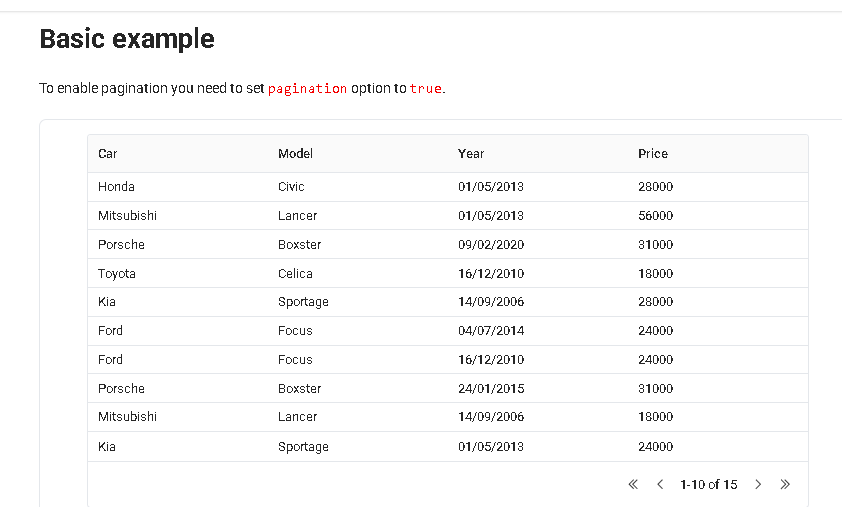 Basic example
To enable pagination you need to set pagination option to true.
Car Model Year Price
Honda Civic 01/05/2013 28000
Mitsubishi Lancer 01/05/2013 56000
Porsche Boxster 09/02/2020 31000
Toyota Celica 16/12/2010 18000
Kia Sportage 14/09/2006 28000
Ford Focus 04/07/2014 24000
Ford Focus 16/12/2010 24000
Porsche Boxster 24/01/2015 31000
Mitsubishi Lancer 14/09/2006 18000
Kia Sportage 01/05/2013 24000
1-10 of 15